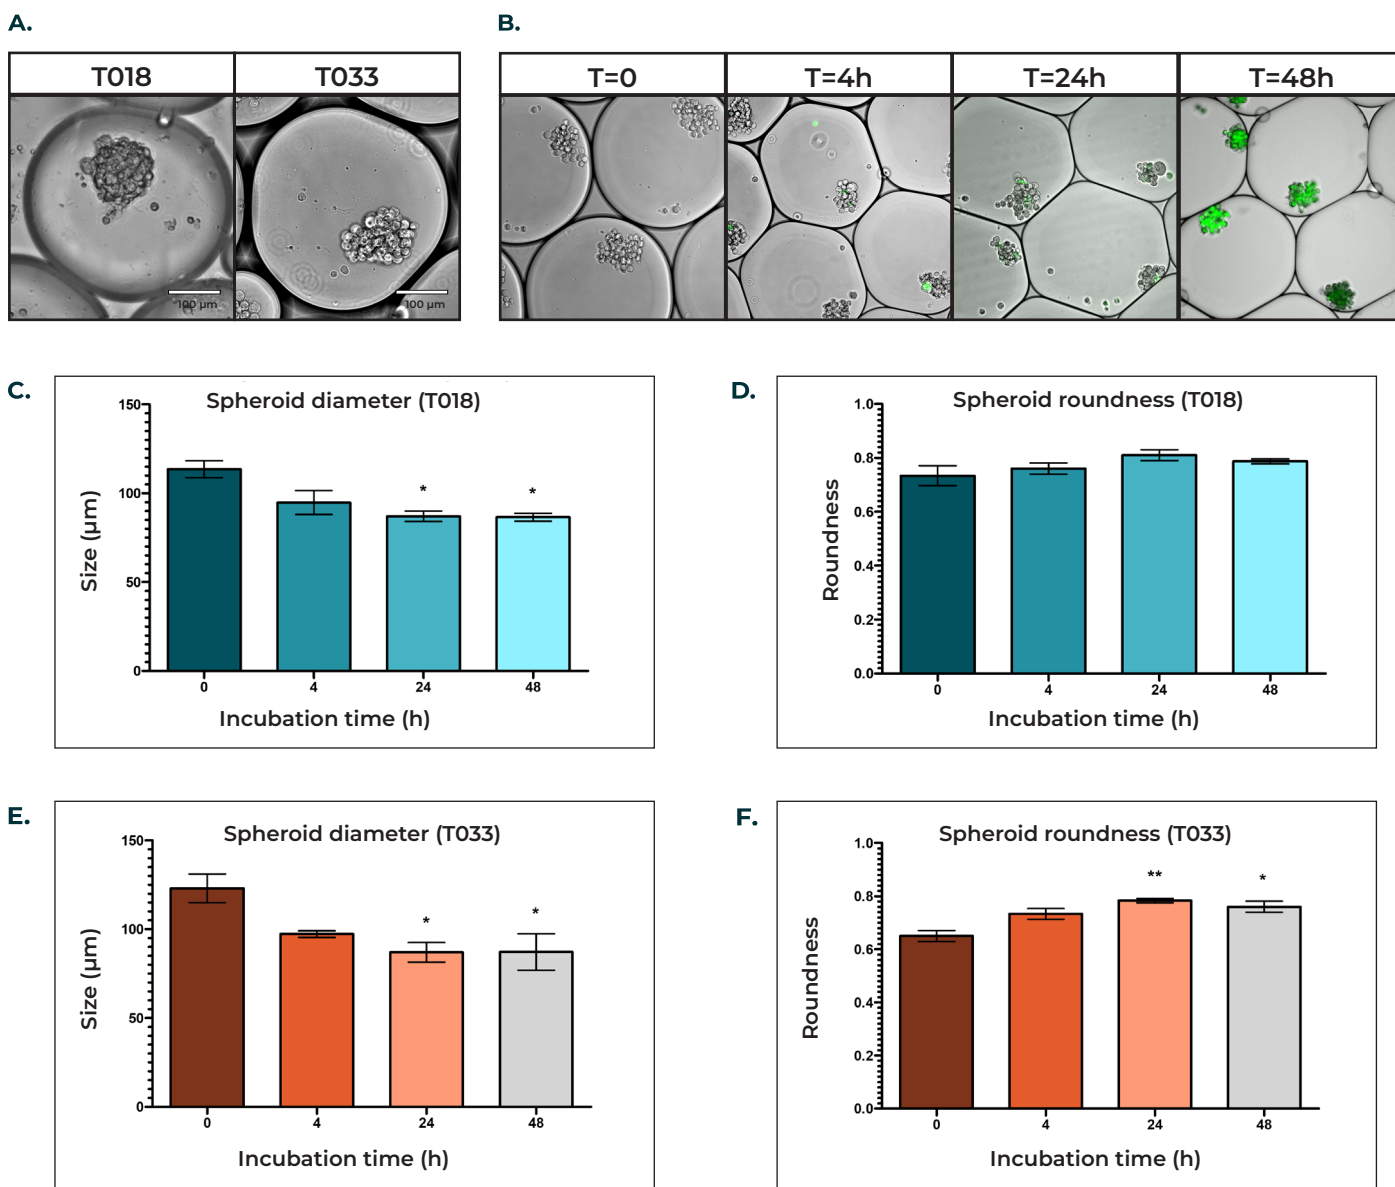 A.
B.
T018
T033
T=0
T=4h
T=24h
T=48h
100 µm
100 µm
C.
Spheroid diameter (T018)
150
100
50
0
Size (µm)
*
*
0
4
24
48
Incubation time (h)
D.
Spheroid roundness (T018)
1.0
0.8
0.6
0.4
0.2
0.0
Roundness
0
4
24
48
Incubation time (h)
E.
Spheroid diameter (T033)
150
100
50
0
Size (µm)
*
*
0
4
24
48
Incubation time (h)
F.
Spheroid roundness (T033)
1.0
0.8
0.6
0.4
0.2
0.0
Roundness
**
*
0
4
24
48
Incubation time (h)